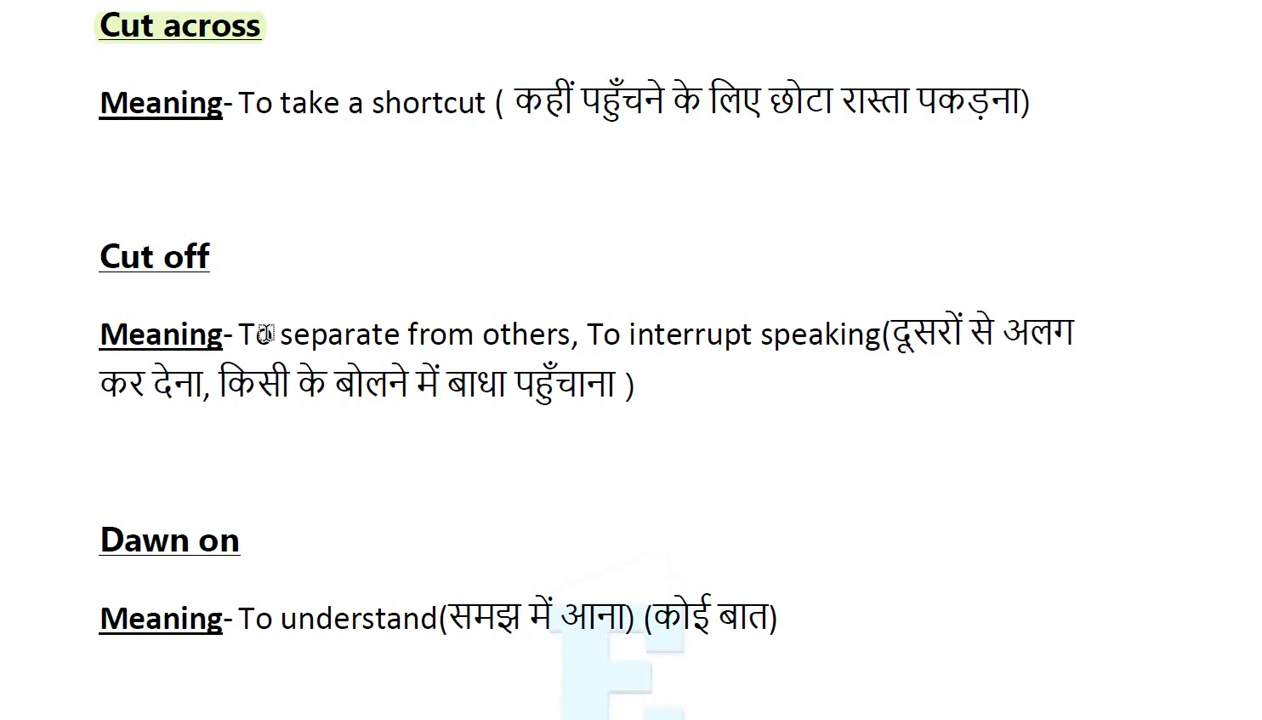 Cut across
Meaning- To take a shortcut ( कहीं पहुँचने के लिए छोटा रास्ता पकड़ना)
Cut off
Meaning- To separate from others, To interrupt speaking(दूसरों से अलग
कर देना, किसी के बोलने में बाधा पहुँचाना )
Dawn on
Meaning- To understand(समझ में आना) (कोई बात)